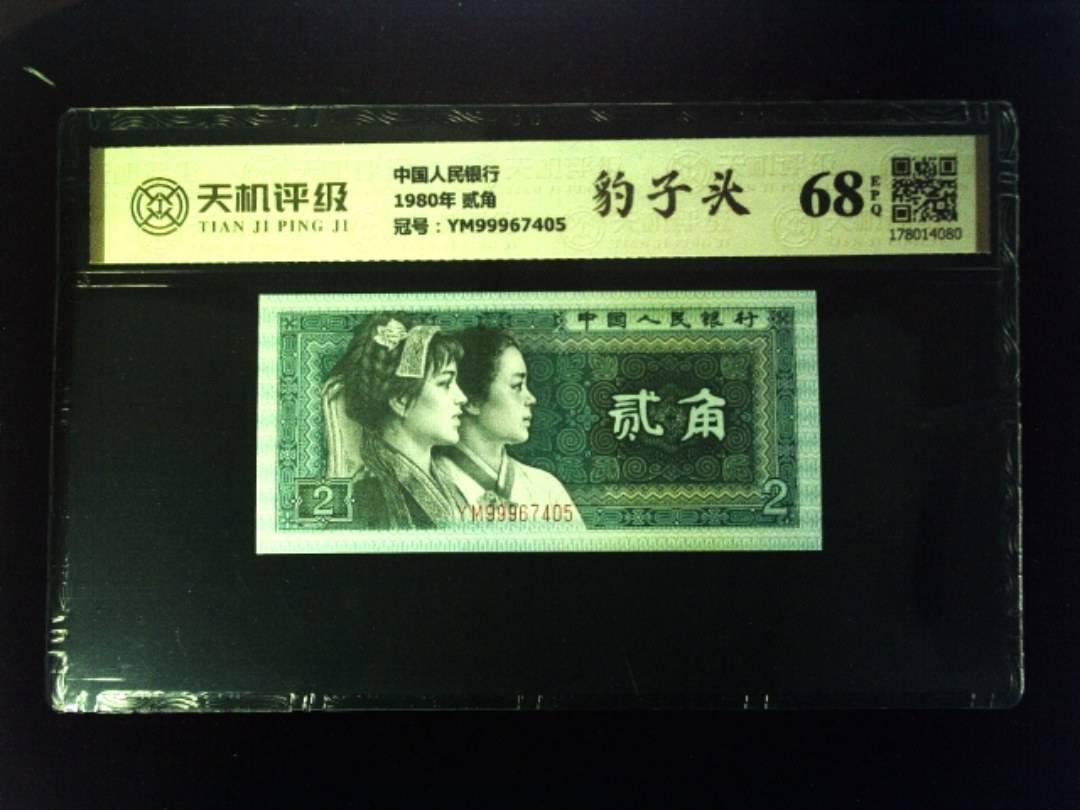 天机评级
TIAN JI PING JI
中国人民银行
1980年 贰角
冠号：YM99967405
豹子头
68
EPQ
178014080
中国人民银行
贰角
2
2
YM99967405